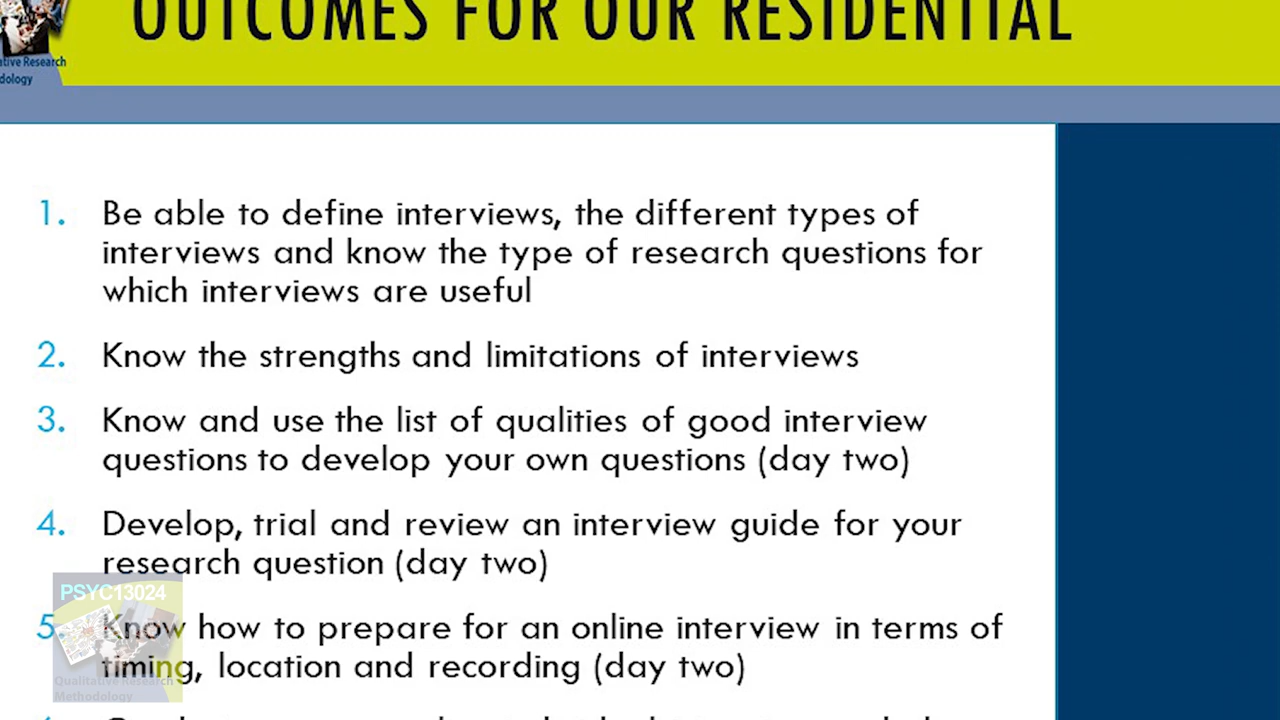 OUTCOMES FOR OUR RESIDENTIAL
ative Research
dology
1. Be able to define interviews, the different types of
interviews and know the type of research questions for
which interviews are useful
2. Know the strengths and limitations of interviews
3. Know and use the list of qualities of good interview
questions to develop your own questions (day two)
4. Develop, trial and review an interview guide for your
research question (day two)
PSYC13024
5. Know how to prepare for an online interview in terms of
timing, location and recording (day two)
Qualitative Research
Methodology